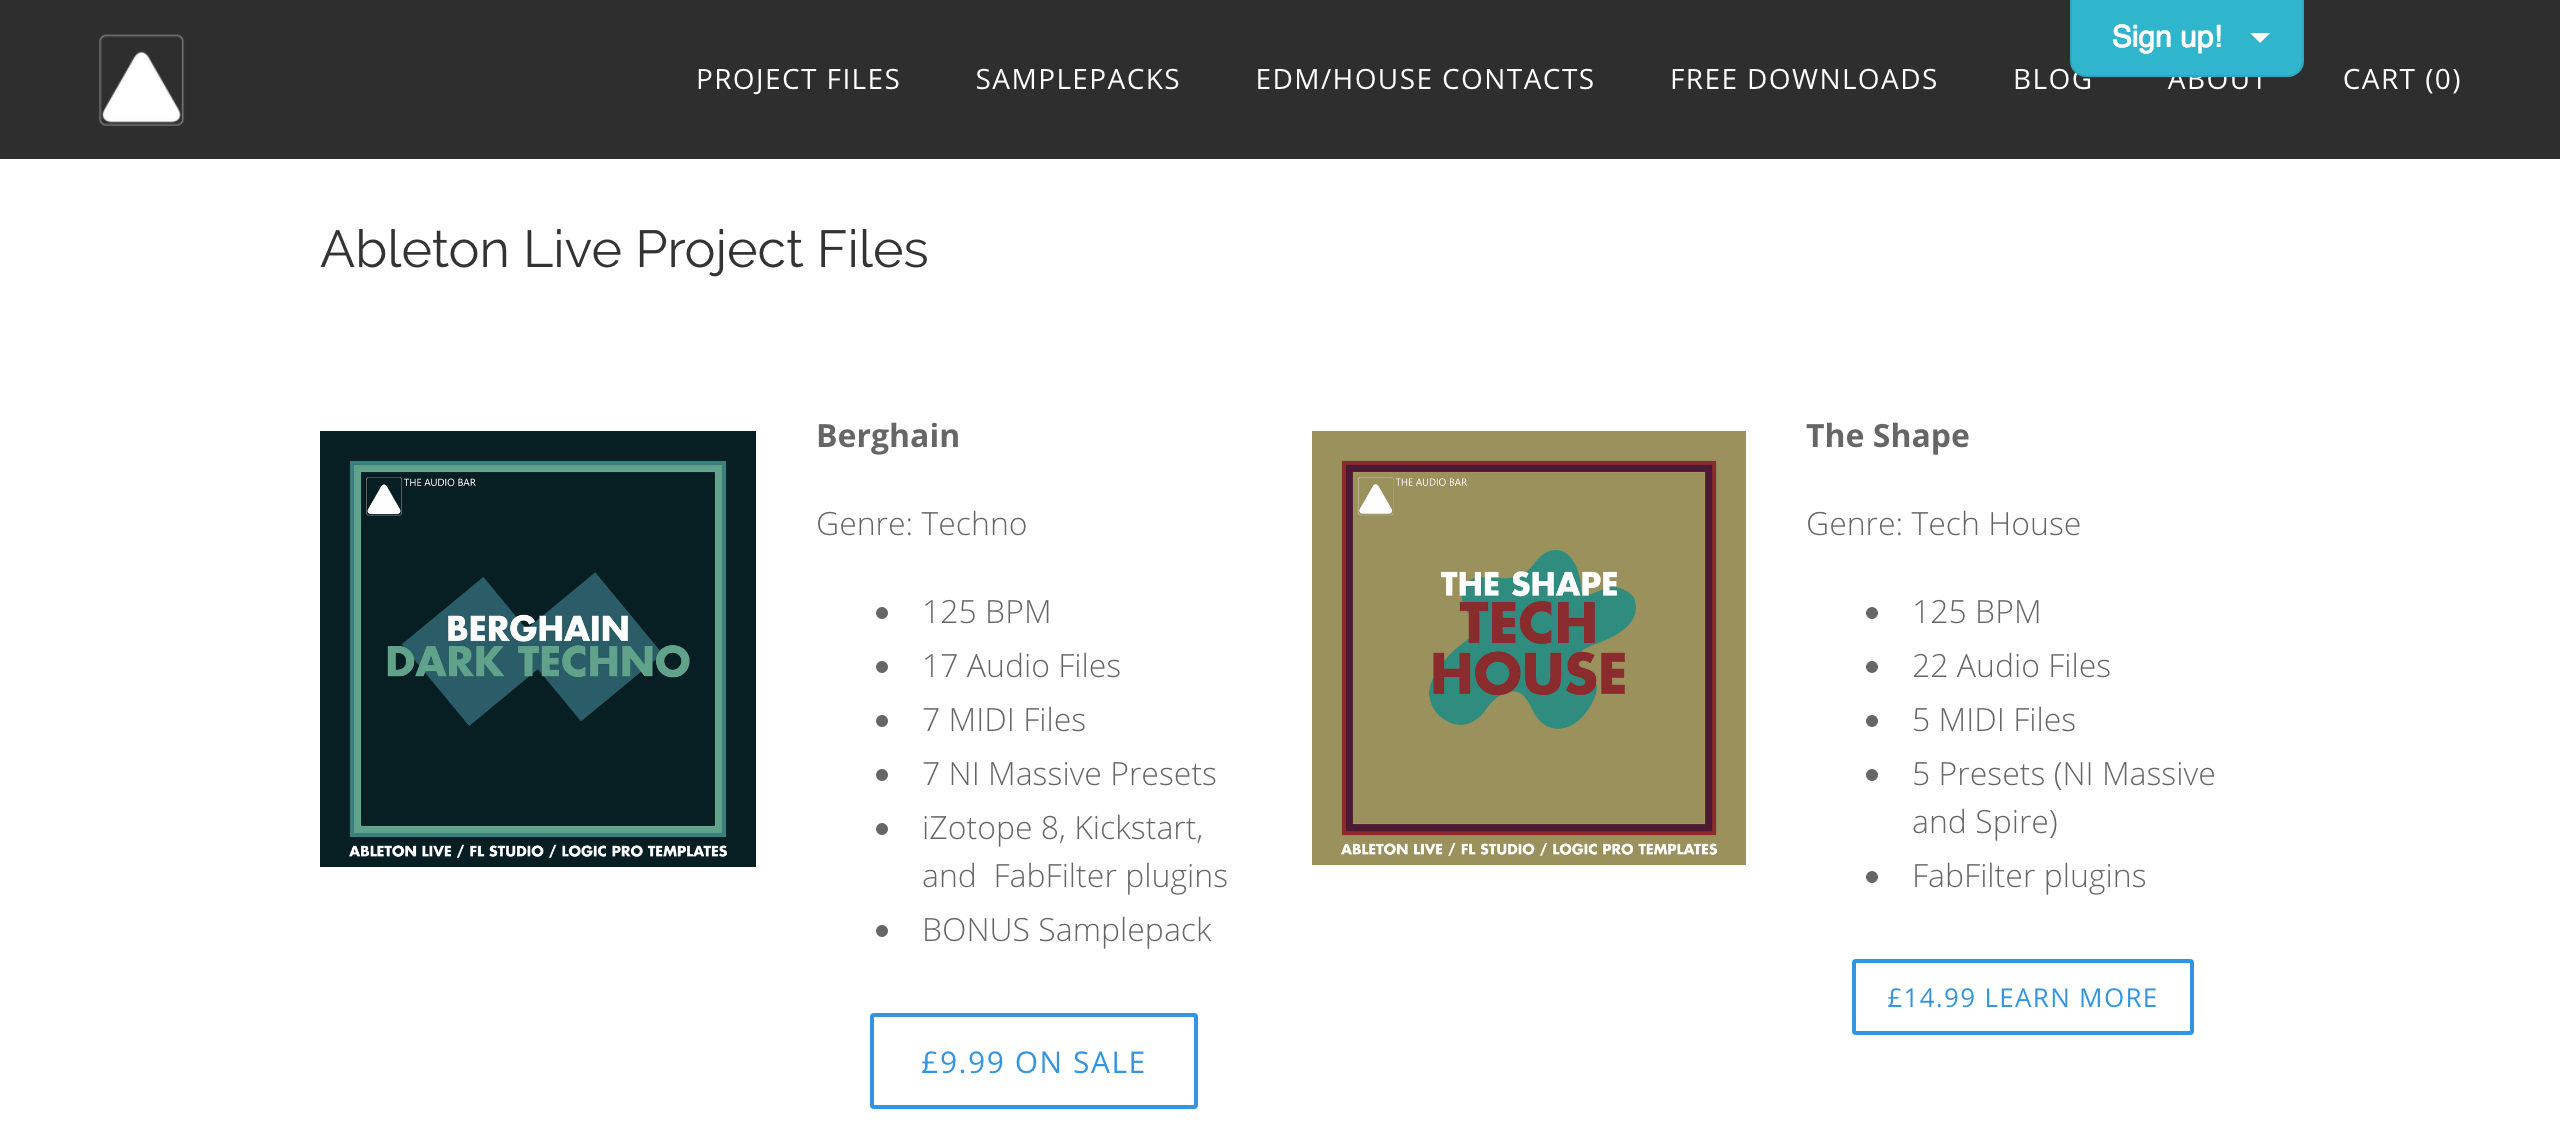 Sign up!
PROJECT FILES
SAMPLEPACKS
EDM/HOUSE CONTACTS
FREE DOWNLOADS
BLOG
ABOUT
CART (0)
Ableton Live Project Files
THE AUDIO BAR
BERGHAIN
DARK TECHNO
ABLETON LIVE / FL STUDIO / LOGIC PRO TEMPLATES
Berghain
Genre: Techno
125 BPM
17 Audio Files
7 MIDI Files
7 NI Massive Presets
iZotope 8, Kickstart,
and  FabFilter plugins
BONUS Samplepack
£9.99 ON SALE
THE AUDIO BAR
THE SHAPE
TECH
HOUSE
ABLETON LIVE / FL STUDIO / LOGIC PRO TEMPLATES
The Shape
Genre: Tech House
125 BPM
22 Audio Files
5 MIDI Files
5 Presets (NI Massive
and Spire)
FabFilter plugins
£14.99 LEARN MORE